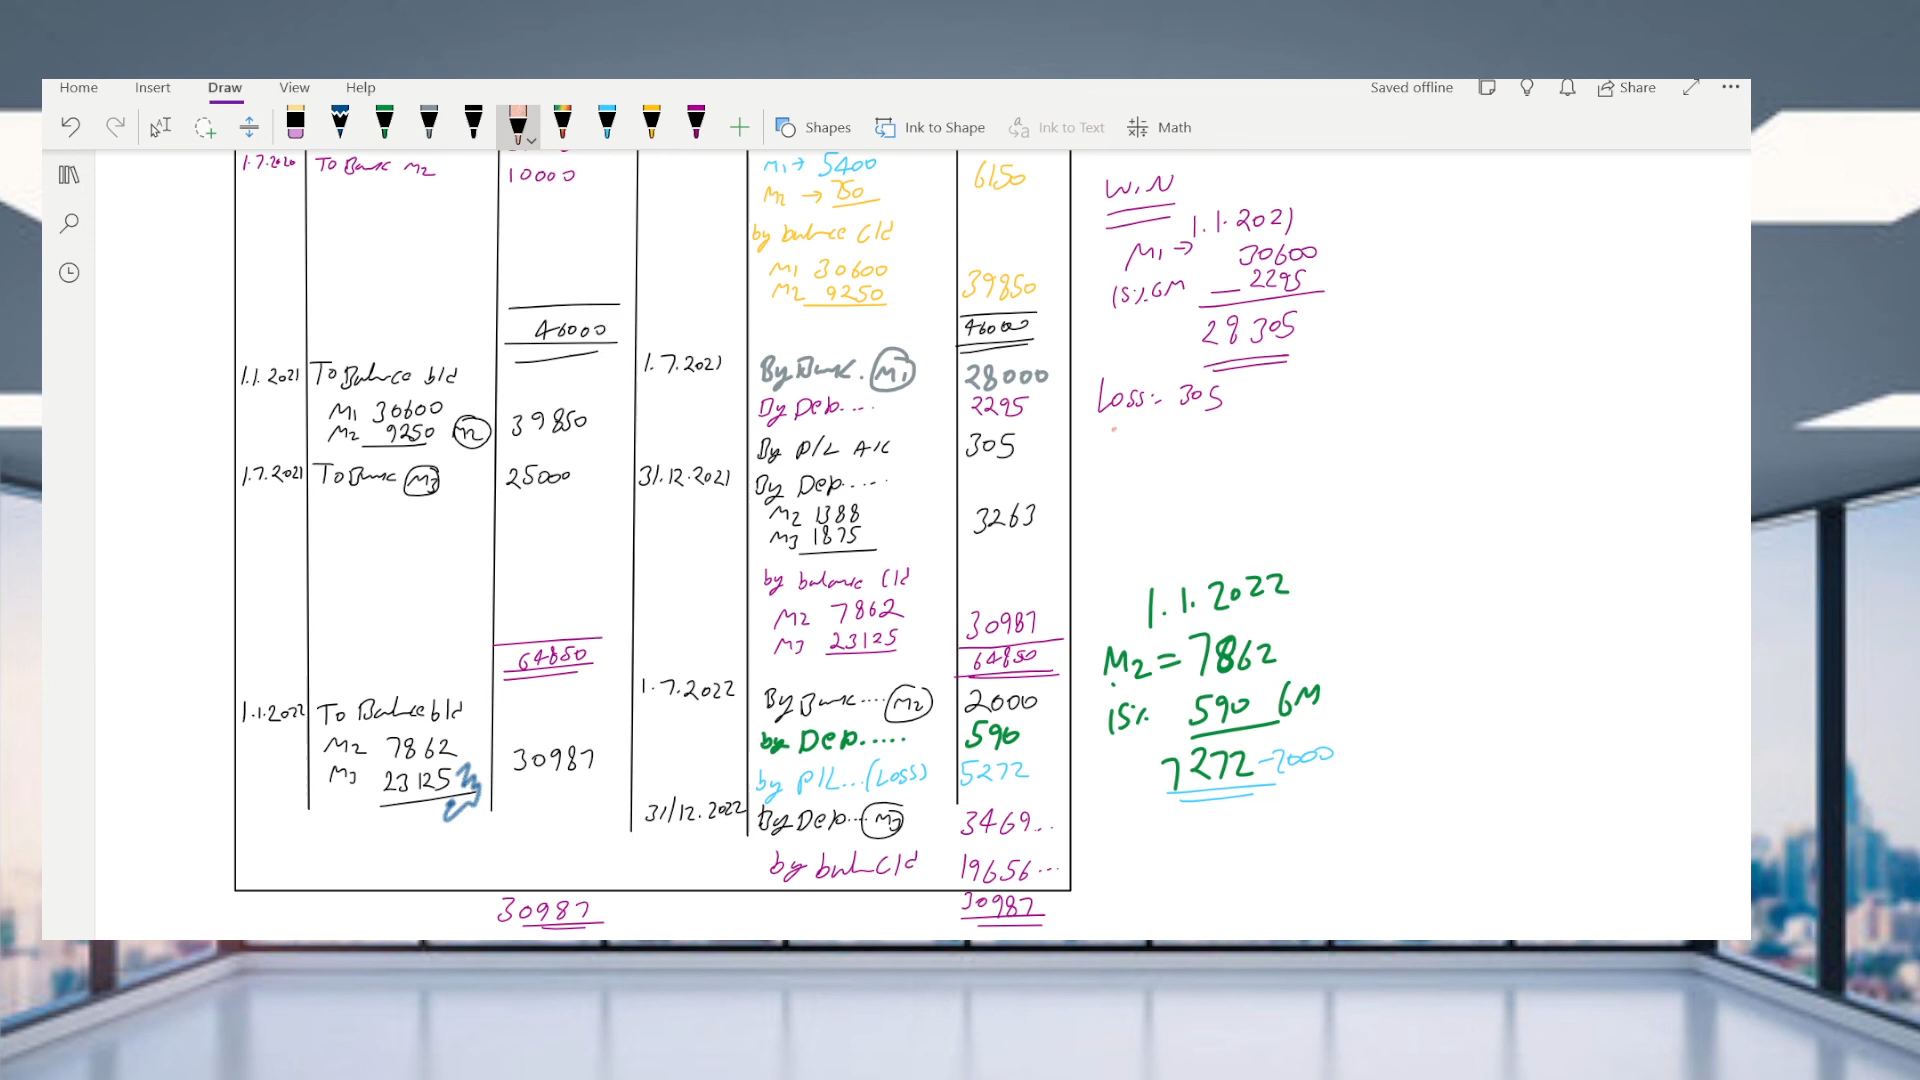 Home Insert Draw View Help Saved offline Share
Shapes Ink to Shape Ink to Text Math
1.7.2020 To Bank M2 10000
M1 → 5400
M2 → 750 6150
by balance C/d
M1 30600
M2 9250 39850
46000 46000
1.1.2021 To Balance b/d
M1 30600
M2 9250 M2 39850
1.7.2021 To Bank M3 25000
1.7.2021 By Bank. M1 28000
By Dep.... 2295
By P/L A/C 305
31.12.2021 By Dep.....
M2 1388
M3 1875 3263
by balance C/d
M2 7862
M3 23125 30987
64850 64850
1.1.2022 To Balance b/d
M2 7862
M3 23125 30987
1.7.2022 By Bank.... M2 2000
by Dep..... 590
by P/L...(Loss) 5272
31/12.2022 By Dep... M3 3469..
by bal C/d 19656...
30987 30987
W.N
1.1.2021
M1 → 30600
15% 6M — 2295
28305
Loss:- 305
1.1.2022
M2 = 7862
15% 590 6M
7272 -2000